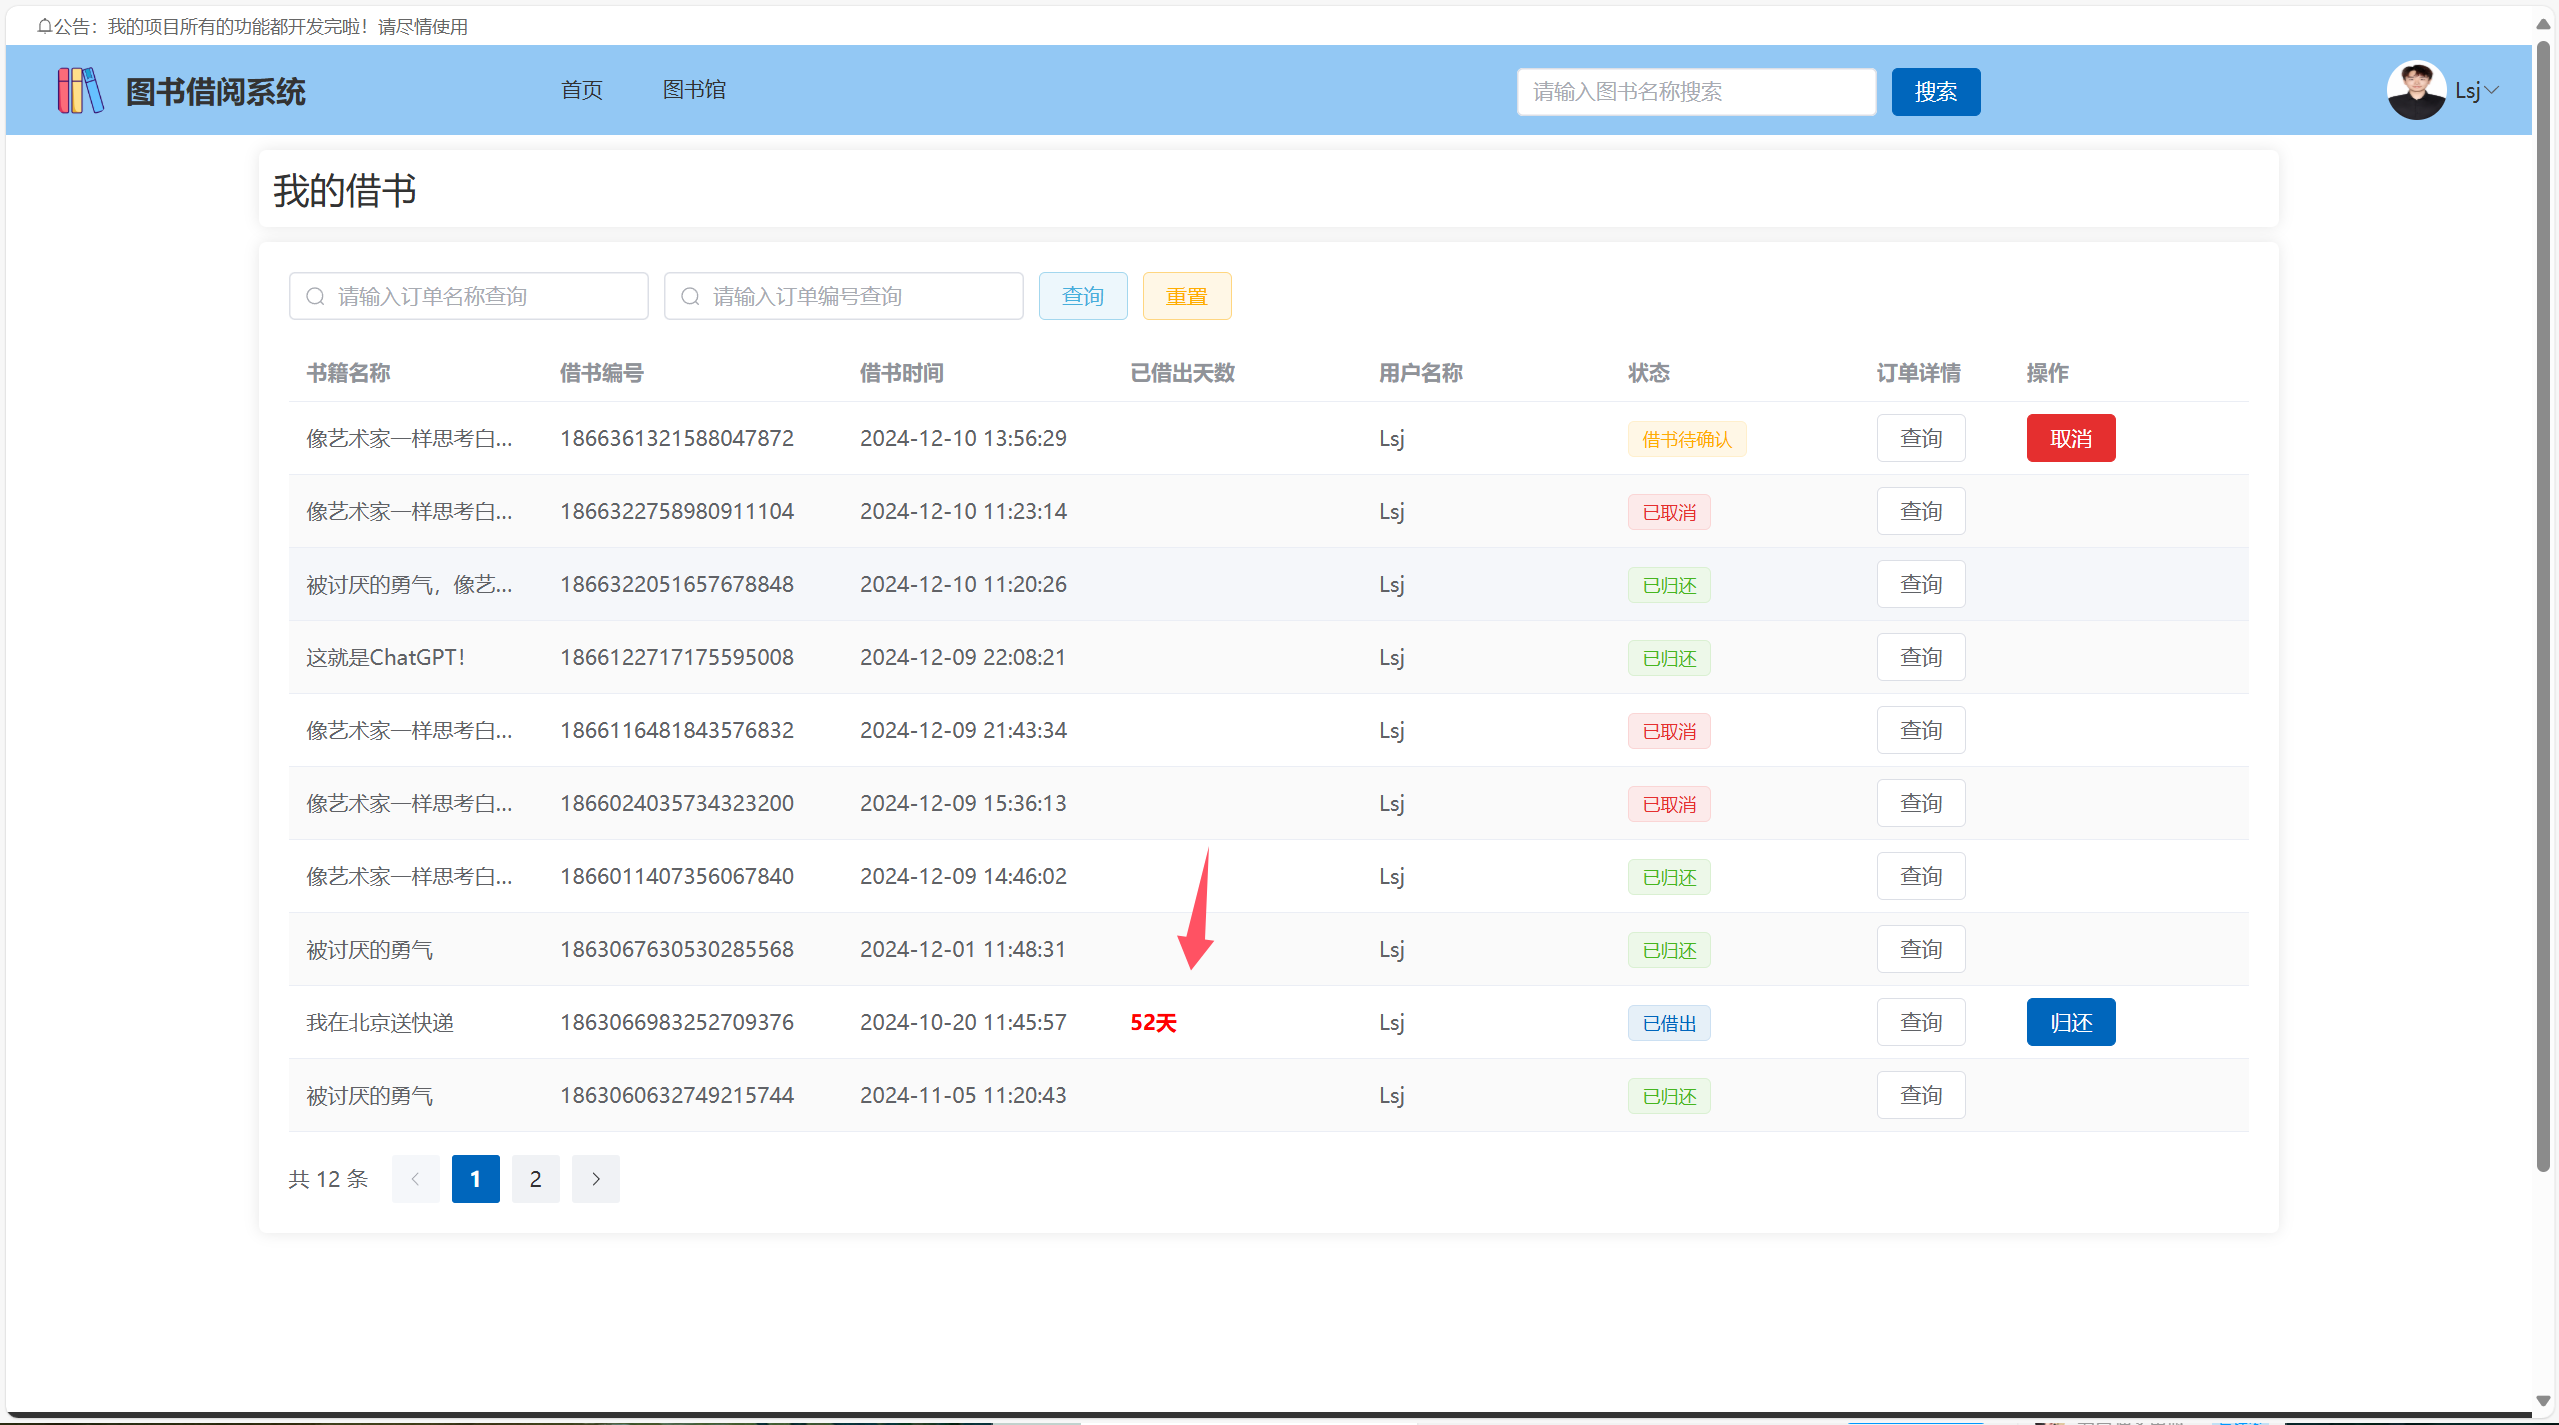 公告：我的项目所有的功能都开发完啦！请尽情使用
图书借阅系统 首页 图书馆 请输入图书名称搜索 搜索 Lsj
我的借书
请输入订单名称查询 请输入订单编号查询 查询 重置
书籍名称 借书编号 借书时间 已借出天数 用户名称 状态 订单详情 操作
像艺术家一样思考白... 1866361321588047872 2024-12-10 13:56:29 Lsj 借书待确认 查询 取消
像艺术家一样思考白... 1866322758980911104 2024-12-10 11:23:14 Lsj 已取消 查询
被讨厌的勇气，像艺... 1866322051657678848 2024-12-10 11:20:26 Lsj 已归还 查询
这就是ChatGPT！ 1866122717175595008 2024-12-09 22:08:21 Lsj 已归还 查询
像艺术家一样思考白... 1866116481843576832 2024-12-09 21:43:34 Lsj 已取消 查询
像艺术家一样思考白... 1866024035734323200 2024-12-09 15:36:13 Lsj 已取消 查询
像艺术家一样思考白... 1866011407356067840 2024-12-09 14:46:02 Lsj 已归还 查询
被讨厌的勇气 1863067630530285568 2024-12-01 11:48:31 Lsj 已归还 查询
我在北京送快递 1863066983252709376 2024-10-20 11:45:57 52天 Lsj 已借出 查询 归还
被讨厌的勇气 1863060632749215744 2024-11-05 11:20:43 Lsj 已归还 查询
共 12 条 1 2